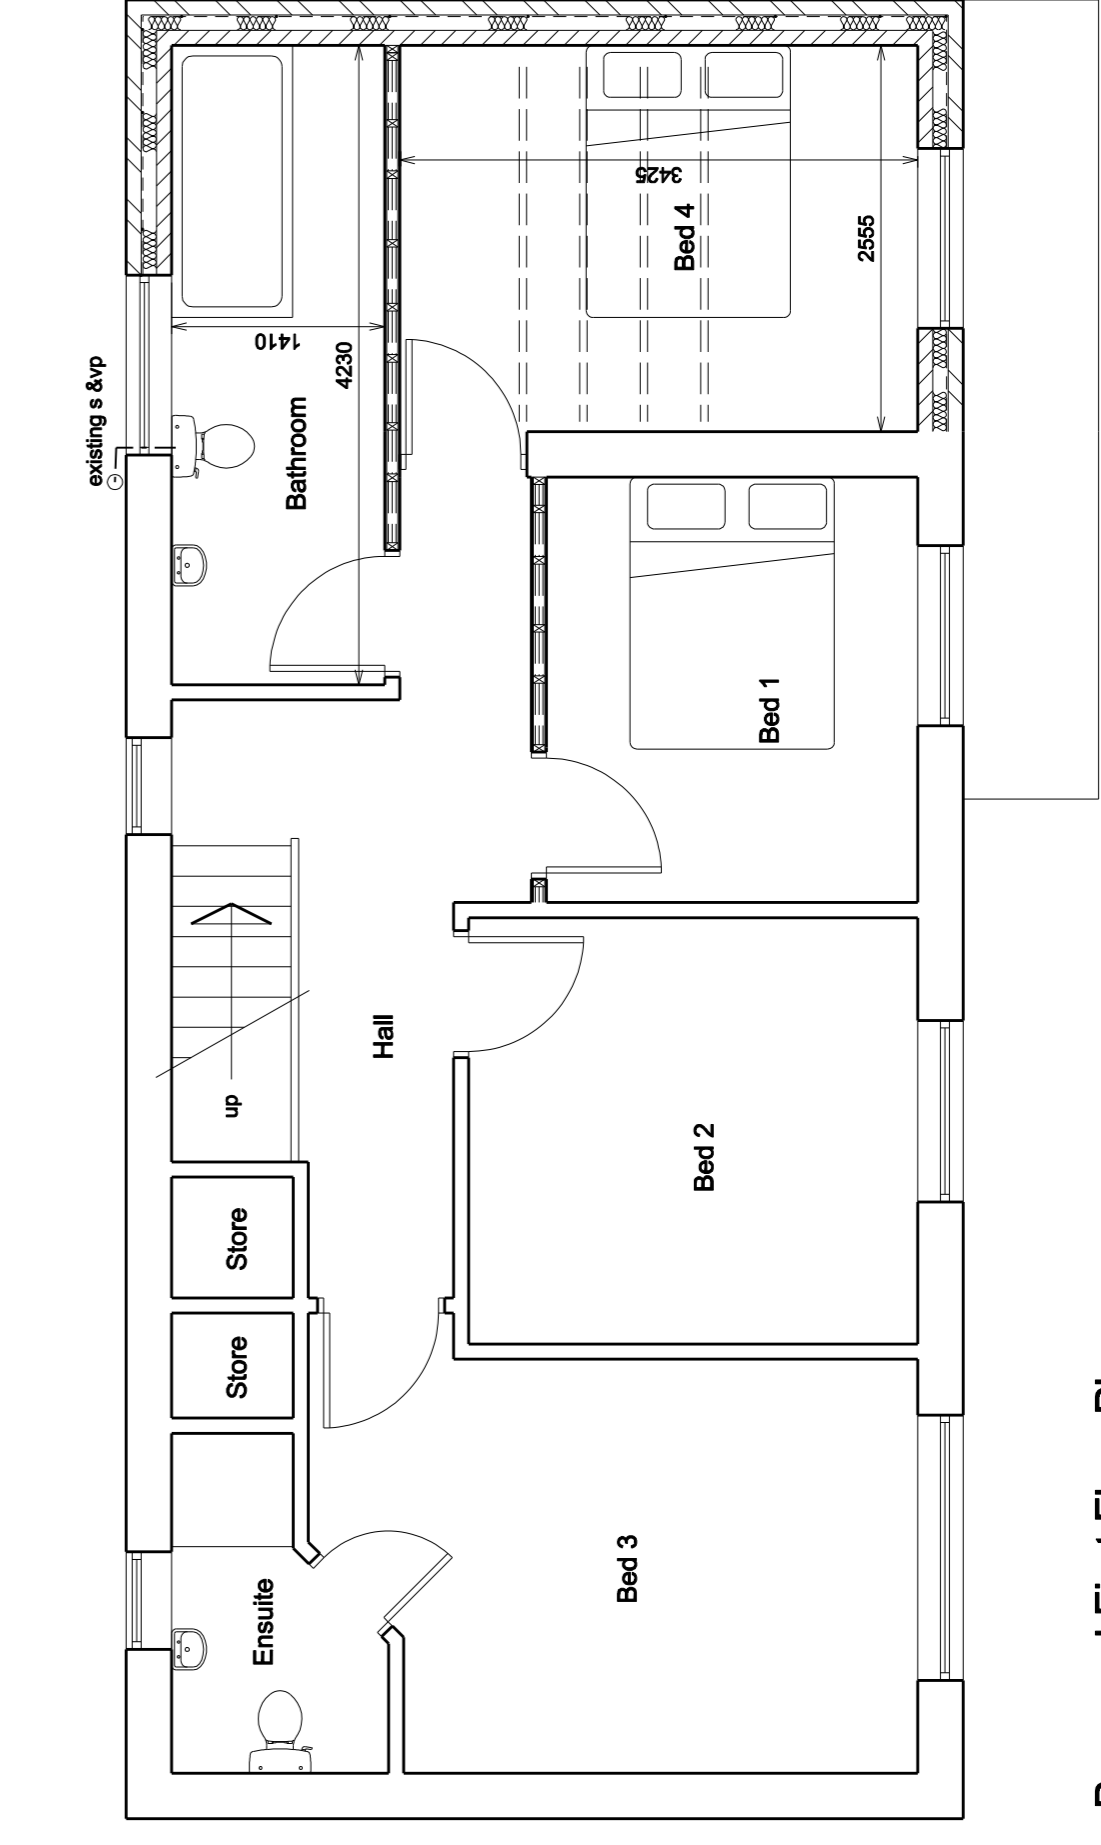 existing s &vp
Bathroom
1410
4230
3425
Bed 4
2555
Bed 1
Hall
up
Bed 2
Store
Store
Ensuite
Bed 3